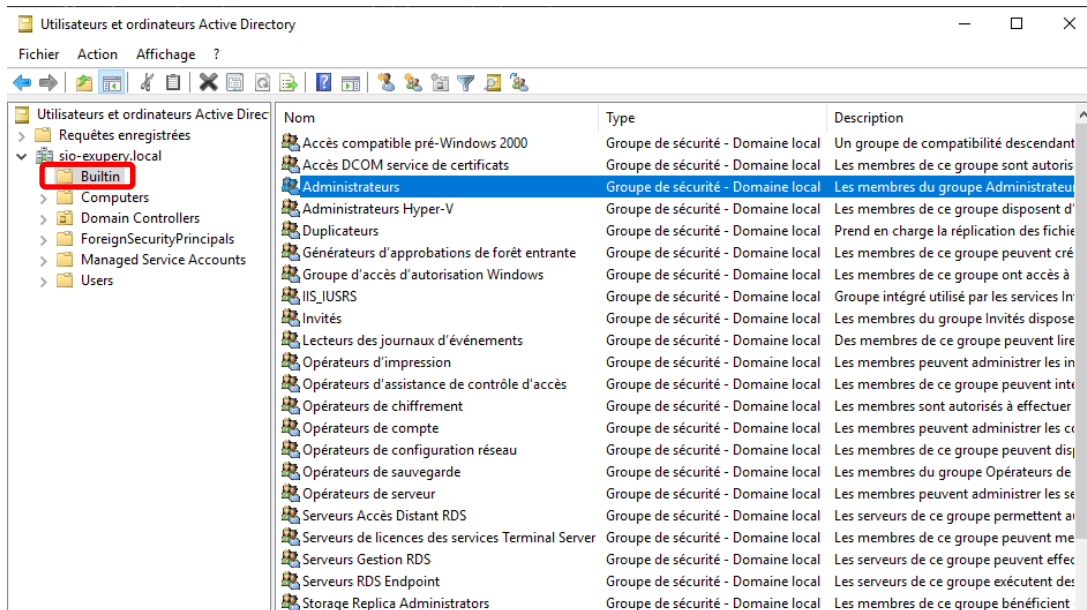 Utilisateurs et ordinateurs Active Directory
Fichier Action Affichage ?
Utilisateurs et ordinateurs Active Direc
Requêtes enregistrées
sio-exupery.local
Builtin
Computers
Domain Controllers
ForeignSecurityPrincipals
Managed Service Accounts
Users
Nom Type Description
Accès compatible pré-Windows 2000 Groupe de sécurité - Domaine local Un groupe de compatibilité descendant
Accès DCOM service de certificats Groupe de sécurité - Domaine local Les membres de ce groupe sont autoris
Administrateurs Groupe de sécurité - Domaine local Les membres du groupe Administrateu
Administrateurs Hyper-V Groupe de sécurité - Domaine local Les membres de ce groupe disposent d'
Duplicateurs Groupe de sécurité - Domaine local Prend en charge la réplication des fichie
Générateurs d'approbations de forêt entrante Groupe de sécurité - Domaine local Les membres de ce groupe peuvent cré
Groupe d'accès d'autorisation Windows Groupe de sécurité - Domaine local Les membres de ce groupe ont accès à
IIS_IUSRS Groupe de sécurité - Domaine local Groupe intégré utilisé par les services In
Invités Groupe de sécurité - Domaine local Les membres du groupe Invités dispose
Lecteurs des journaux d'événements Groupe de sécurité - Domaine local Des membres de ce groupe peuvent lire
Opérateurs d'impression Groupe de sécurité - Domaine local Les membres peuvent administrer les in
Opérateurs d'assistance de contrôle d'accès Groupe de sécurité - Domaine local Les membres de ce groupe peuvent inte
Opérateurs de chiffrement Groupe de sécurité - Domaine local Les membres sont autorisés à effectuer
Opérateurs de compte Groupe de sécurité - Domaine local Les membres peuvent administrer les co
Opérateurs de configuration réseau Groupe de sécurité - Domaine local Les membres de ce groupe peuvent disp
Opérateurs de sauvegarde Groupe de sécurité - Domaine local Les membres du groupe Opérateurs de
Opérateurs de serveur Groupe de sécurité - Domaine local Les membres peuvent administrer les se
Serveurs Accès Distant RDS Groupe de sécurité - Domaine local Les serveurs de ce groupe permettent a
Serveurs de licences des services Terminal Server Groupe de sécurité - Domaine local Les membres de ce groupe peuvent me
Serveurs Gestion RDS Groupe de sécurité - Domaine local Les serveurs de ce groupe peuvent effec
Serveurs RDS Endpoint Groupe de sécurité - Domaine local Les serveurs de ce groupe exécutent des
Storage Replica Administrators Groupe de sécurité - Domaine local Les membres de ce groupe bénéficient